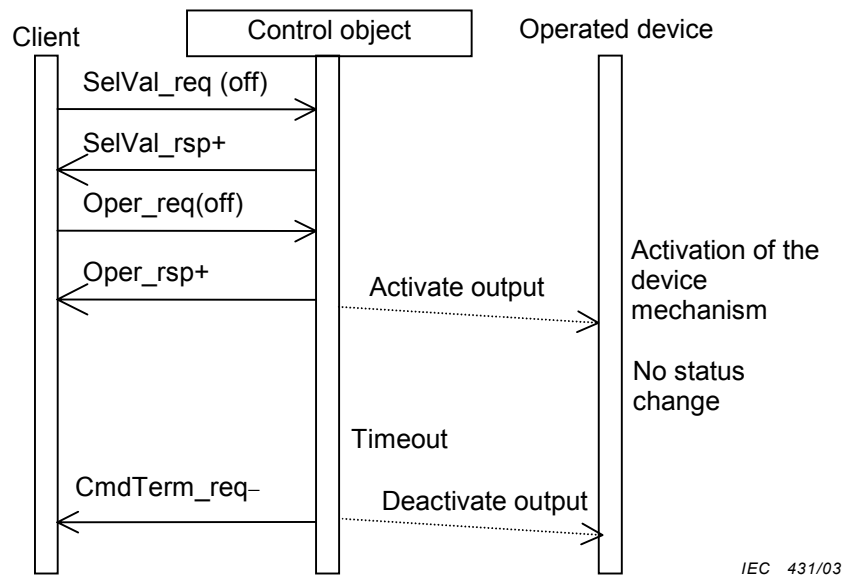 Client
Control object
Operated device
SelVal_req (off)
SelVal_rsp+
Oper_req(off)
Oper_rsp+
Activate output
Activation of the
device
mechanism
No status
change
Timeout
CmdTerm_req–
Deactivate output
IEC 431/03